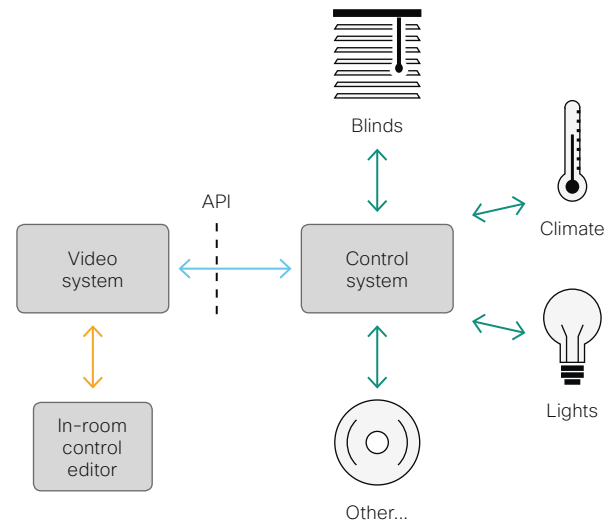 Blinds
API
Climate
Video
system
Control
system
Lights
In-room
control
editor
Other...